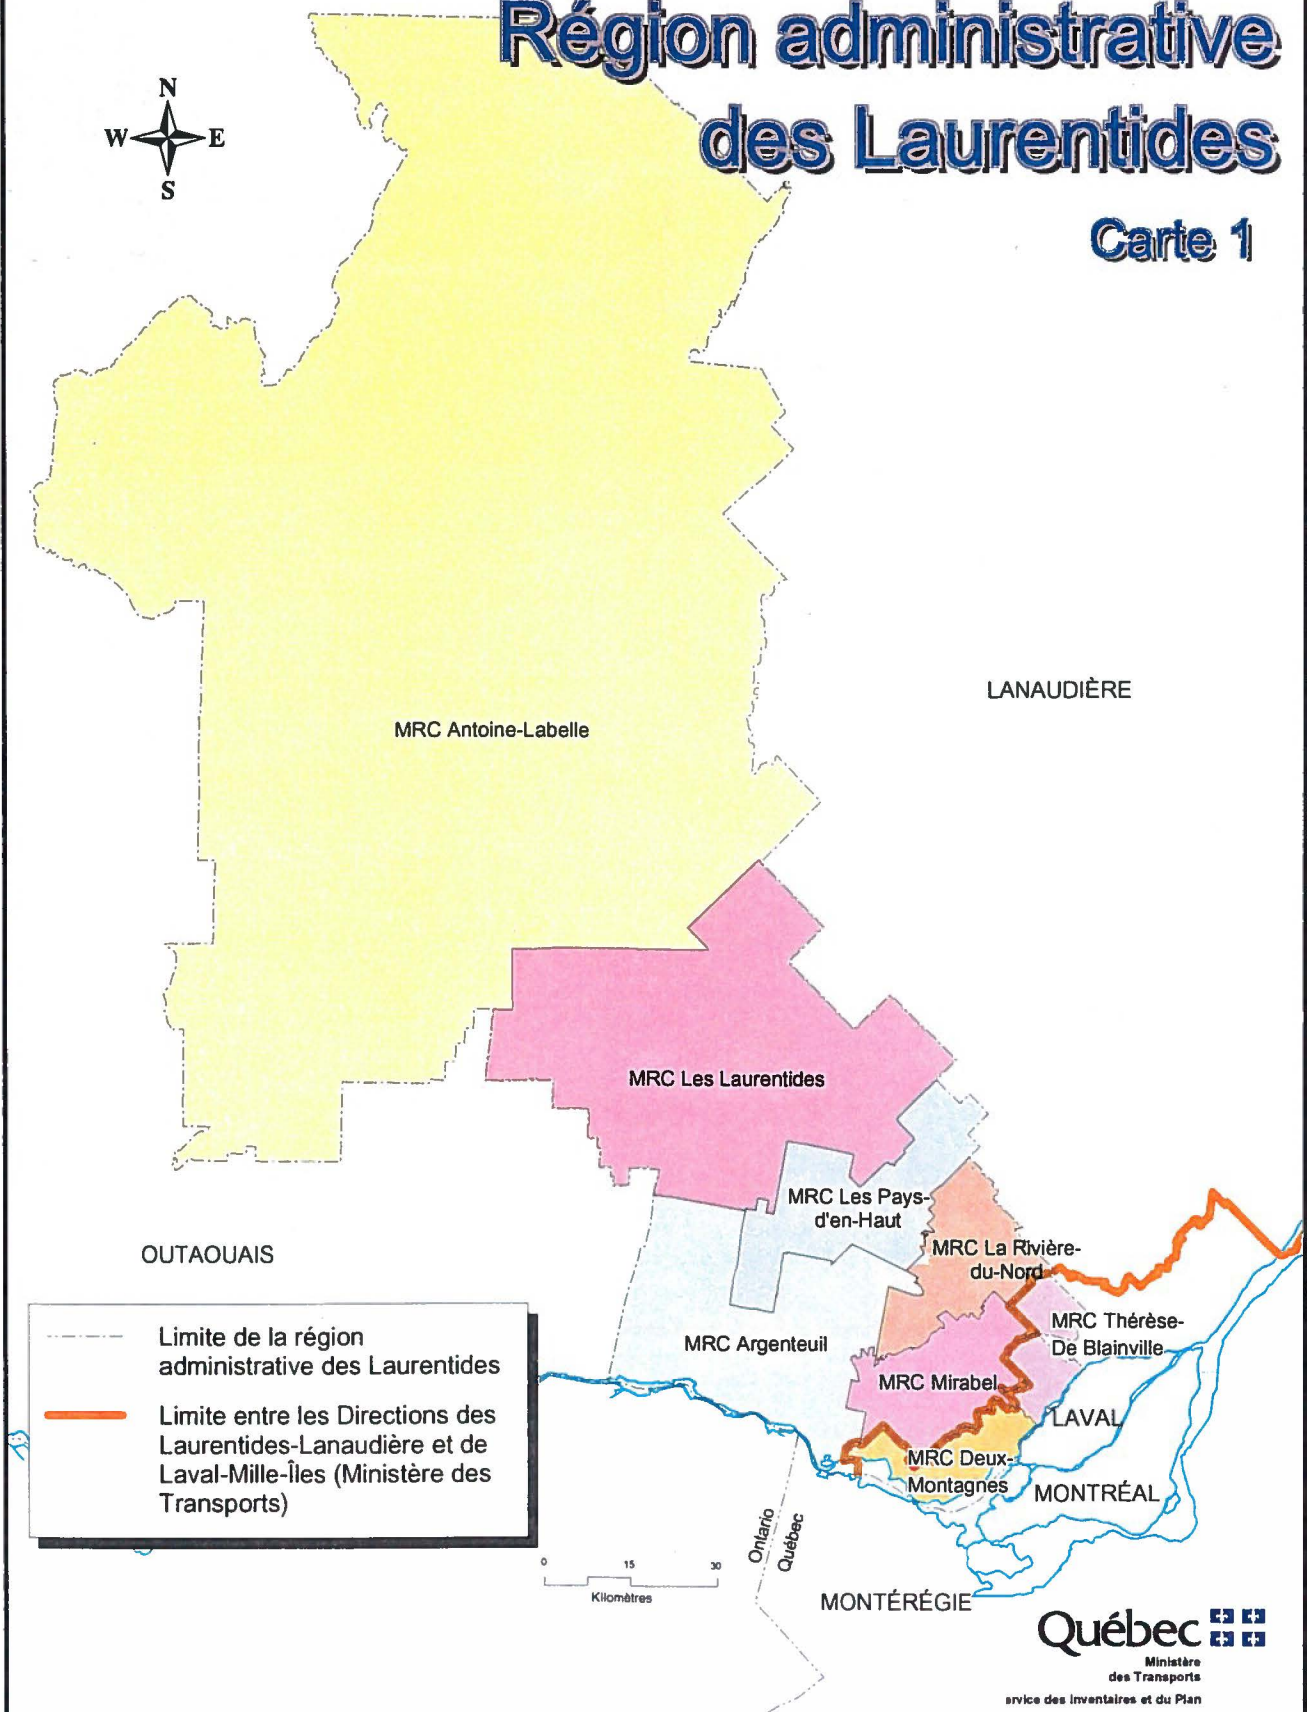 Région administrative
des Laurentides
Carte 1
N
W E
S
LANAUDIÈRE
MRC Antoine-Labelle
MRC Les Laurentides
MRC Les Pays-
d'en-Haut
OUTAOUAIS
MRC La Rivière-
du-Nord
MRC Thérèse-
De Blainville
MRC Argenteuil
MRC Mirabel
LAVAL
MRC Deux-
Montagnes
MONTRÉAL
Limite de la région
administrative des Laurentides
Limite entre les Directions des
Laurentides-Lanaudière et de
Laval-Mille-Îles (Ministère des
Transports)
Ontario
Québec
0 15 30
Kilomètres
MONTÉRÉGIE
Québec
Ministère
des Transports
ervice des Inventaires et du Plan